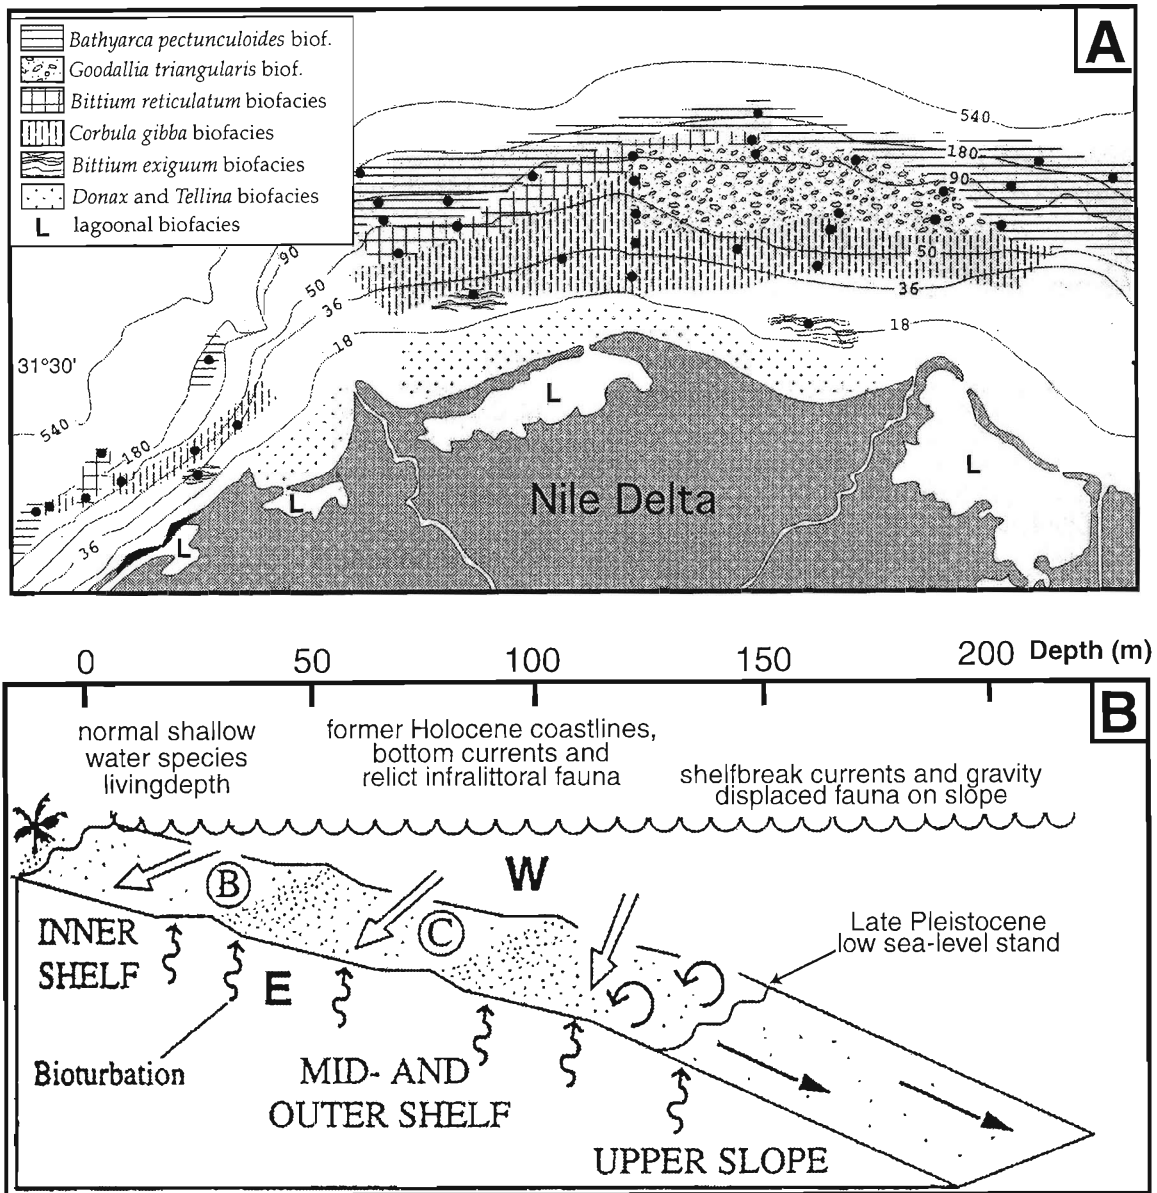 A
Bathyarca pectunculoides biof.
Goodallia triangularis biof.
Bittium reticulatum biofacies
Corbula gibba biofacies
Bittium exiguum biofacies
Donax and Tellina biofacies
L lagoonal biofacies
540
180
90
90
50
50
36
36
18
18
31°30'
540
180
36
L
L
L
L
Nile Delta
0 50 100 150 200 Depth (m)
B
normal shallow
water species
livingdepth
former Holocene coastlines,
bottom currents and
relict infralittoral fauna
shelfbreak currents and gravity
displaced fauna on slope
W
B
C
Late Pleistocene
low sea-level stand
INNER
SHELF
E
Bioturbation
MID- AND
OUTER SHELF
UPPER SLOPE